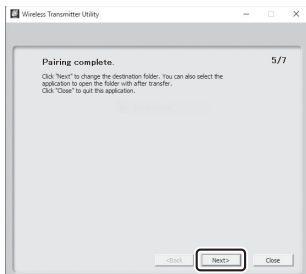 Wireless Transmitter Utility
Pairing complete.
5/7
Click "Next" to change the destination folder. You can also select the
application to open the folder with after transfer.
Click "Close" to quit this application.
<Back
Next>
Close